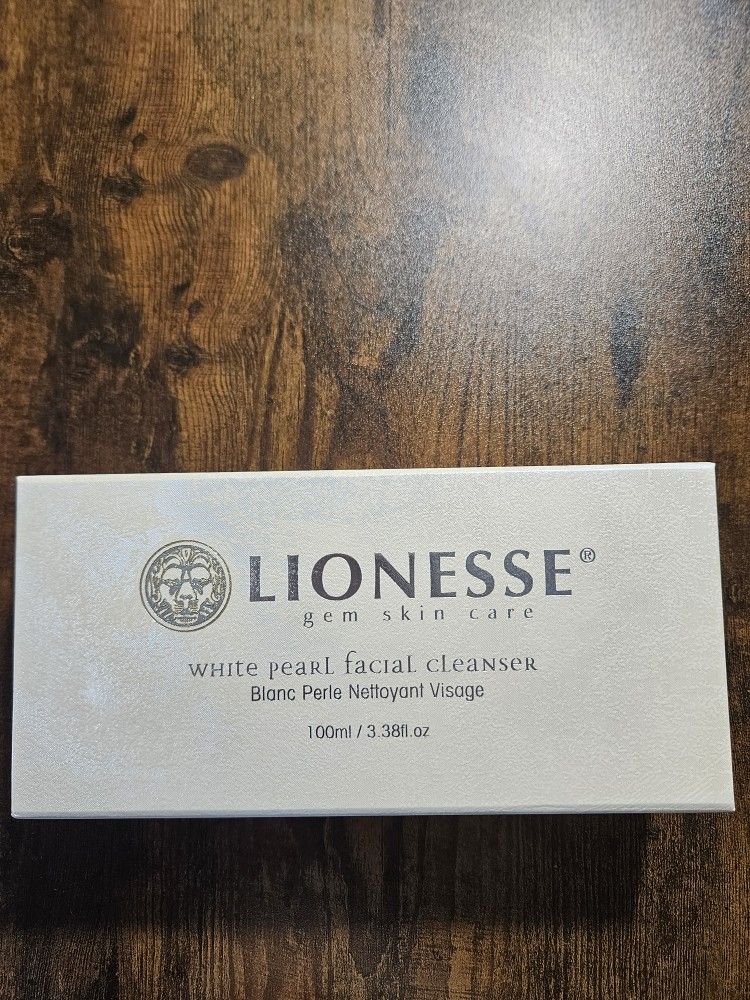 LIONESSE®
gem skin care
white pearl facial cleanser
Blanc Perle Nettoyant Visage
100ml / 3.38fl.oz